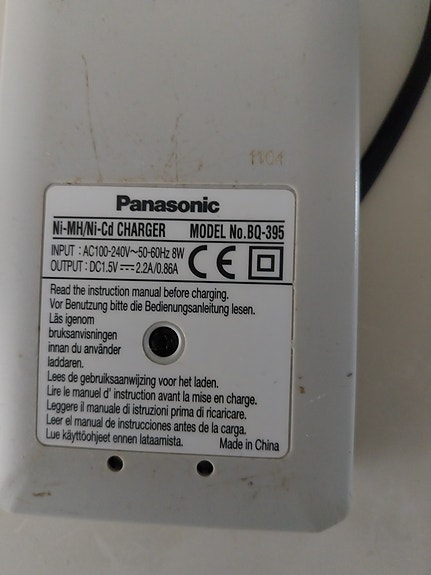 1104
Panasonic
Ni-MH/Ni-Cd CHARGER MODEL No.BQ-395
INPUT : AC100-240V～50-60Hz 8W
OUTPUT : DC1.5V ⎓ 2.2A/0.86A
CE
Read the instruction manual before charging.
Vor Benutzung bitte die Bedienungsanleitung lesen.
Läs igenom
bruksanvisningen
innan du använder
laddaren.
Lees de gebruiksaanwijzing voor het laden.
Lire le manuel d' instruction avant la mise en charge.
Leggere il manuale di istruzioni prima di ricaricare.
Leer el manual de instrucciones antes de la carga.
Lue käyttöohjeet ennen lataamista. Made in China